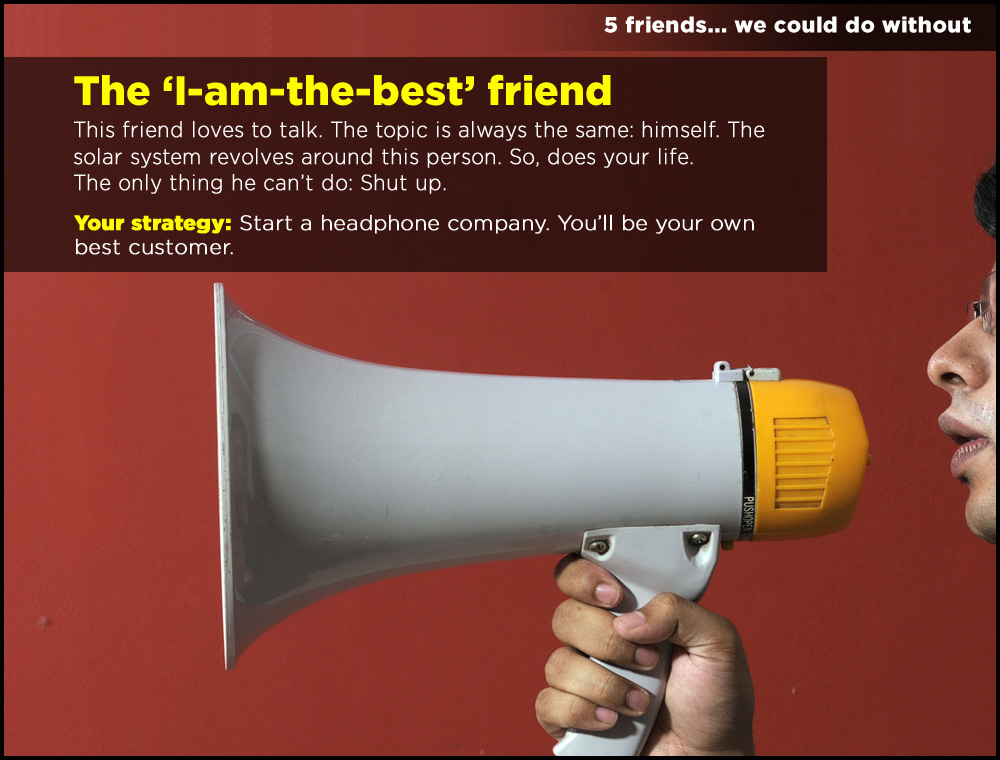 5 friends... we could do without
The ‘I-am-the-best’ friend
This friend loves to talk. The topic is always the same: himself. The
solar system revolves around this person. So, does your life.
The only thing he can’t do: Shut up.
Your strategy: Start a headphone company. You’ll be your own
best customer.
PUSHOPEN